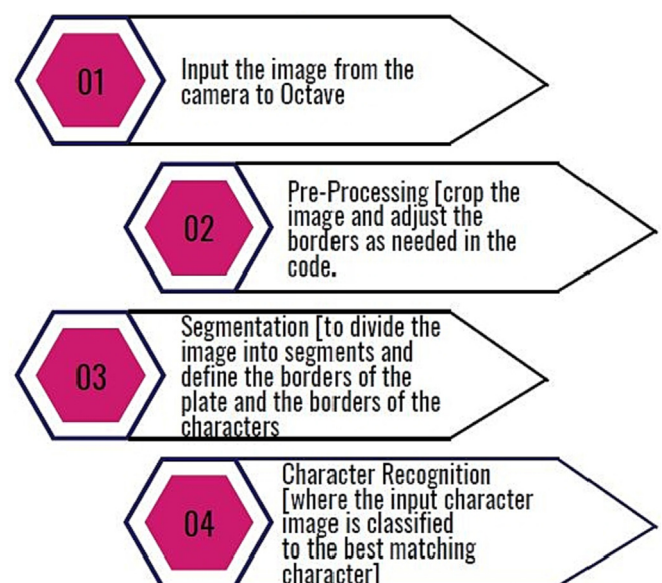 01
Input the image from the
camera to Octave
02
Pre-Processing [crop the
image and adjust the
borders as needed in the
code.
03
Segmentation [to divide the
image into segments and
define the borders of the
plate and the borders of the
characters
04
Character Recognition
[where the input character
image is classified
to the best matching
character]